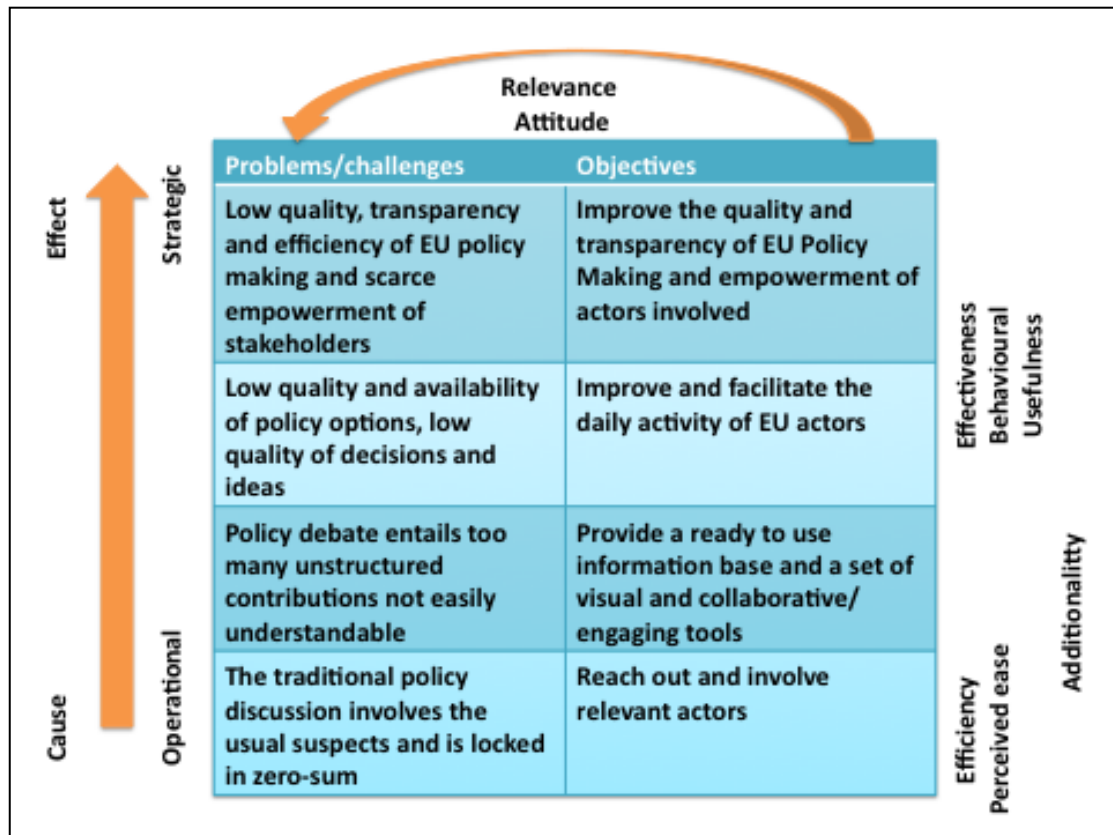 Relevance
Attitude
Effect
Strategic
Cause
Operational
Problems/challenges
Objectives
Low quality, transparency
and efficiency of EU policy
making and scarce
empowerment of
stakeholders
Improve the quality and
transparency of EU Policy
Making and empowerment of
actors involved
Low quality and availability
of policy options, low
quality of decisions and
ideas
Improve and facilitate the
daily activity of EU actors
Policy debate entails too
many unstructured
contributions not easily
understandable
Provide a ready to use
information base and a set of
visual and collaborative/
engaging tools
The traditional policy
discussion involves the
usual suspects and is locked
in zero-sum
Reach out and involve
relevant actors
Effectiveness
Behavioural
Usefulness
Efficiency
Perceived ease
Additionalitty